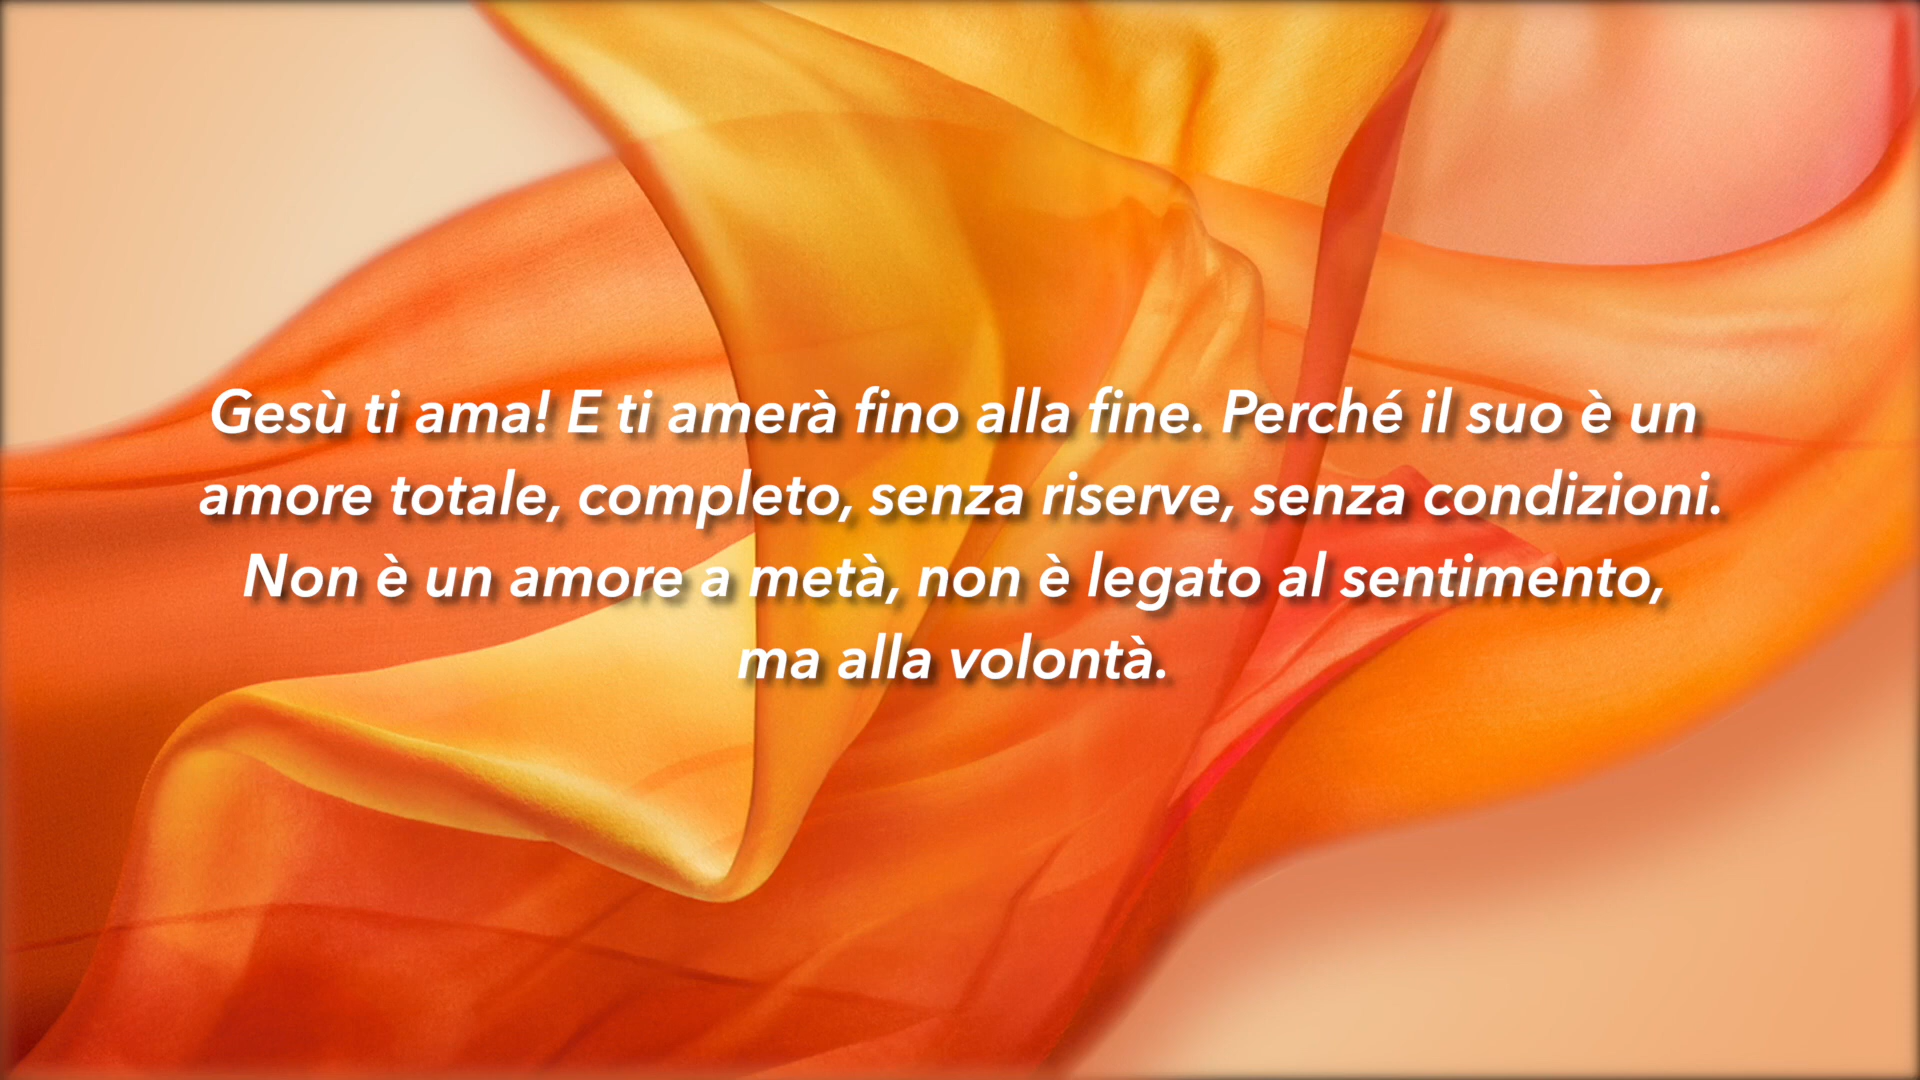 Gesù ti ama! E ti amerà fino alla fine. Perché il suo è un
amore totale, completo, senza riserve, senza condizioni.
Non è un amore a metà, non è legato al sentimento,
ma alla volontà.